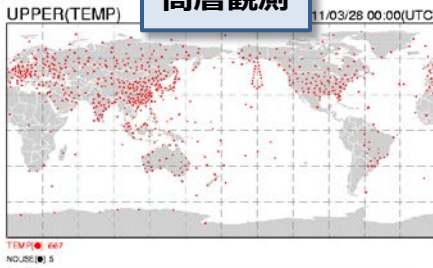 高層観測
UPPER(TEMP)
11/03/28 00:00(UTC
TEMP[●] 667
NOUSE[●] 5